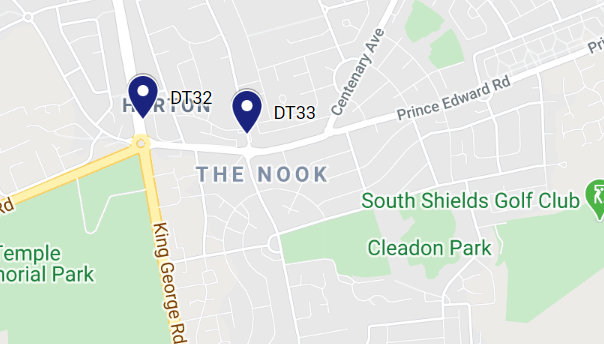 Centenary Ave
Pri
DT32
HARTON
DT33
Prince Edward Rd
THE NOOK
South Shields Golf Club
Rd
King George Rd
Cleadon Park
Temple
morial Park